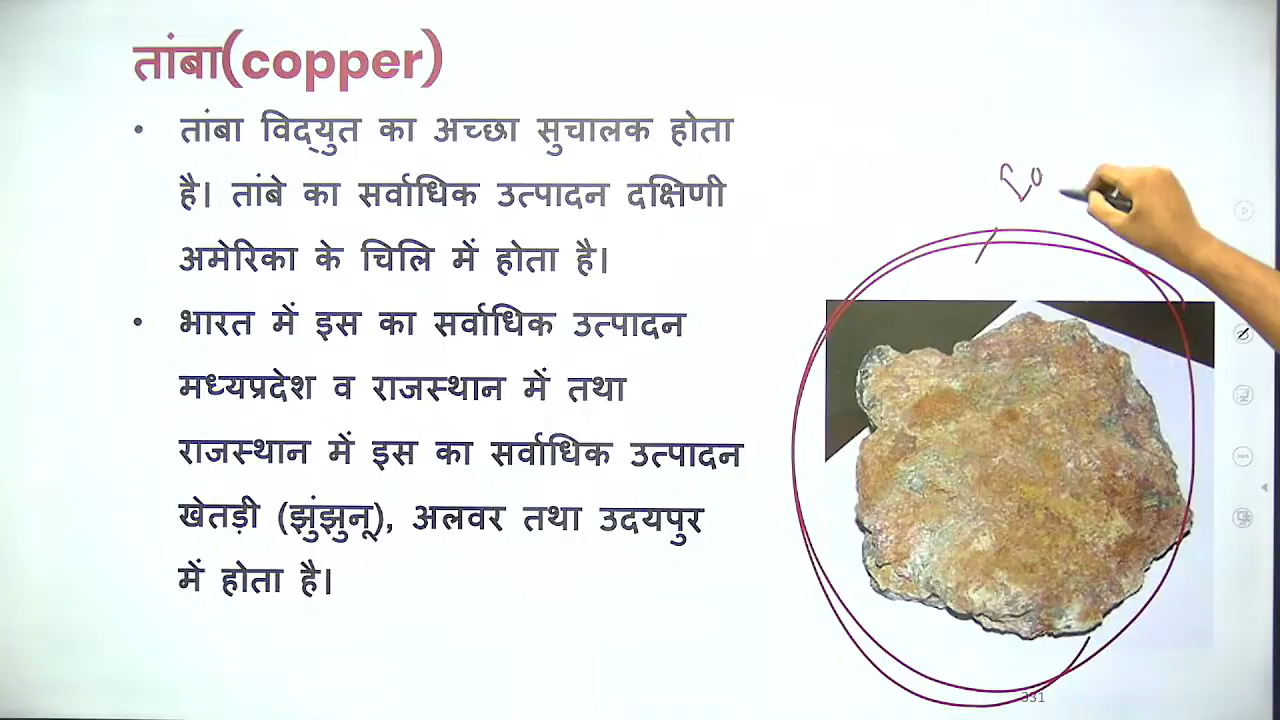 तांबा(copper)
• तांबा विद्युत का अच्छा सुचालक होता
है। तांबे का सर्वाधिक उत्पादन दक्षिणी
अमेरिका के चिलि में होता है।
• भारत में इस का सर्वाधिक उत्पादन
मध्यप्रदेश व राजस्थान में तथा
राजस्थान में इस का सर्वाधिक उत्पादन
खेतड़ी (झुंझुनू), अलवर तथा उदयपुर
में होता है।
331